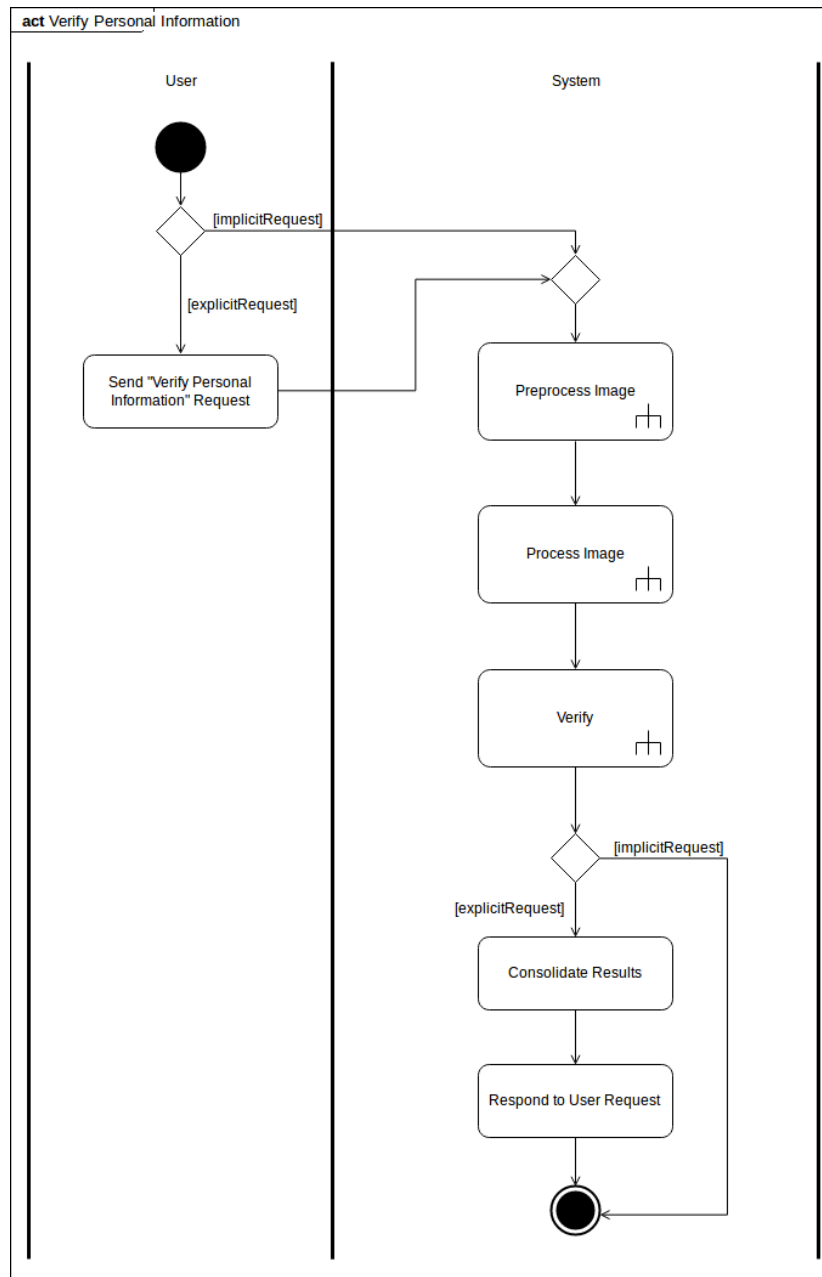 act Verify Personal Information
User
System
[implicitRequest]
[explicitRequest]
Send "Verify Personal
Information" Request
Preprocess Image
Process Image
Verify
[implicitRequest]
[explicitRequest]
Consolidate Results
Respond to User Request